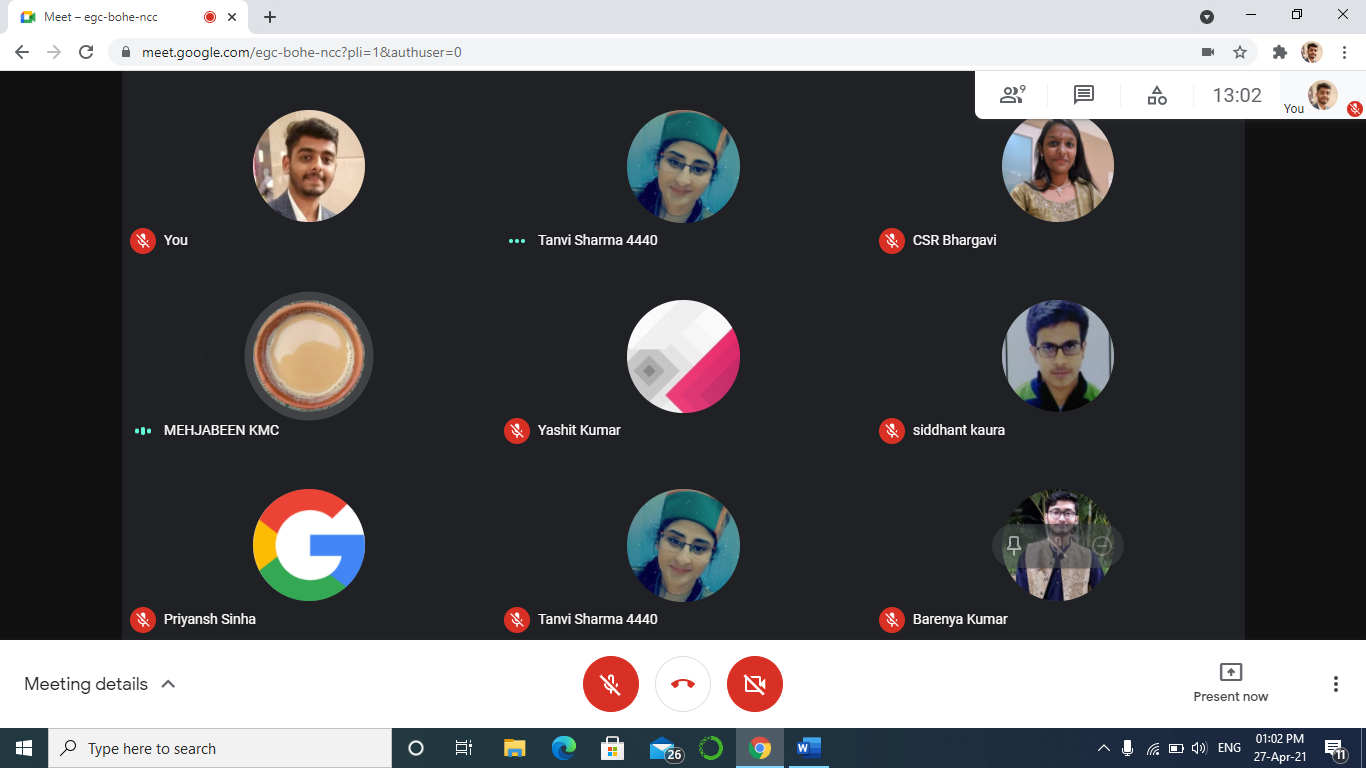 Meet – egc-bohe-ncc
meet.google.com/egc-bohe-ncc?pli=1&authuser=0
9
13:02
You
You
Tanvi Sharma 4440
CSR Bhargavi
MEHJABEEN KMC
Yashit Kumar
siddhant kaura
Priyansh Sinha
Tanvi Sharma 4440
Barenya Kumar
Meeting details
Present now
Type here to search
26
W
ENG
01:02 PM
27-Apr-21
11